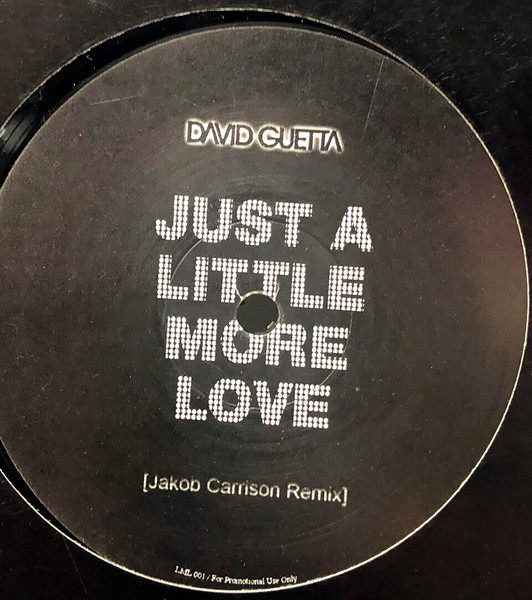 DAVID GUETTA
JUST A
LITTLE
MORE
LOVE
[Jakob Carrison Remix]
LML 001 / For Promotional Use Only